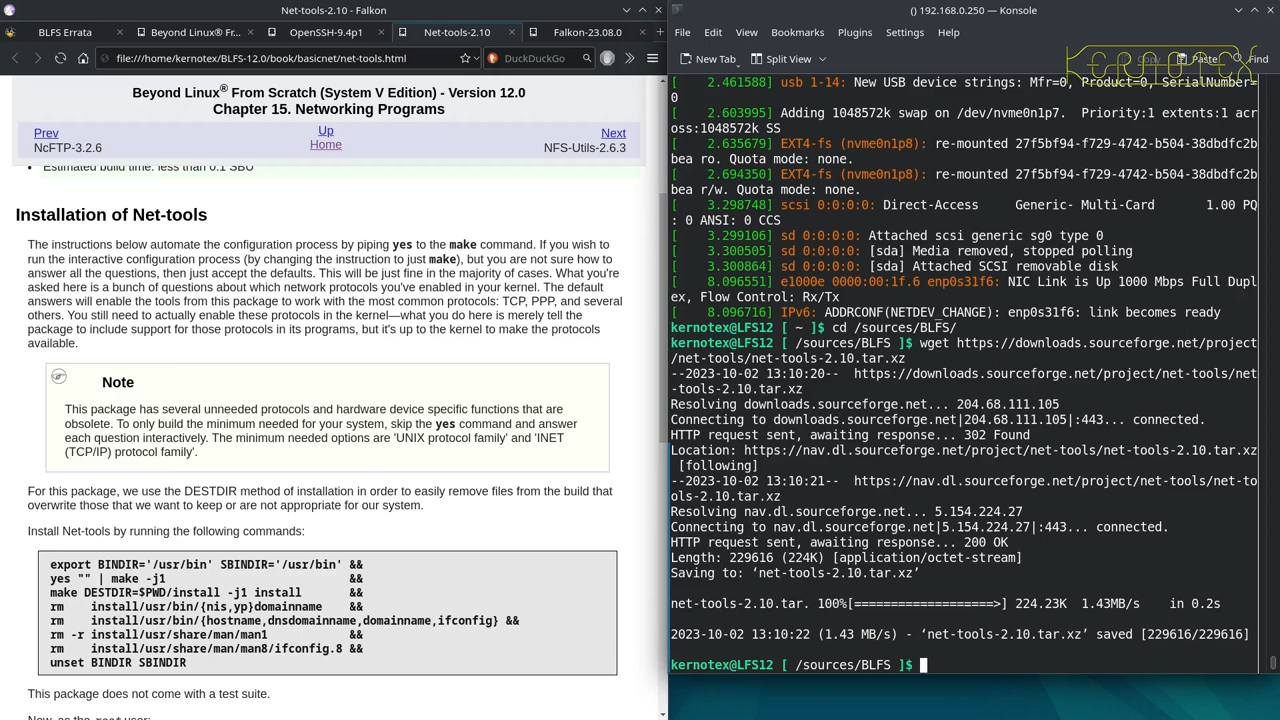 Net-tools-2.10 — Falkon
BLFS Errata
Beyond Linux® Fr...
OpenSSH-9.4p1
Net-tools-2.10
Falkon-23.08.0
file:///home/kernotex/BLFS-12.0/book/basicnet/net-tools.html
DuckDuckGo
Beyond Linux® From Scratch (System V Edition) - Version 12.0
Chapter 15. Networking Programs
Prev
Up
Next
NcFTP-3.2.6
Home
NFS-Utils-2.6.3
Estimated build time: less than 0.1 SBU
Installation of Net-tools
The instructions below automate the configuration process by piping yes to the make command. If you wish to
run the interactive configuration process (by changing the instruction to just make), but you are not sure how to
answer all the questions, then just accept the defaults. This will be just fine in the majority of cases. What you're
asked here is a bunch of questions about which network protocols you've enabled in your kernel. The default
answers will enable the tools from this package to work with the most common protocols: TCP, PPP, and several
others. You still need to actually enable these protocols in the kernel—what you do here is merely tell the
package to include support for those protocols in its programs, but it's up to the kernel to make the protocols
available.
Note
This package has several unneeded protocols and hardware device specific functions that are
obsolete. To only build the minimum needed for your system, skip the yes command and answer
each question interactively. The minimum needed options are 'UNIX protocol family' and 'INET
(TCP/IP) protocol family'.
For this package, we use the DESTDIR method of installation in order to easily remove files from the build that
overwrite those that we want to keep or are not appropriate for our system.
Install Net-tools by running the following commands:
export BINDIR='/usr/bin' SBINDIR='/usr/bin' &&
yes "" | make -j1 &&
make DESTDIR=$PWD/install -j1 install &&
rm install/usr/bin/{nis,yp}domainname &&
rm install/usr/bin/{hostname,dnsdomainname,domainname,ifconfig} &&
rm -r install/usr/share/man/man1 &&
rm install/usr/share/man/man8/ifconfig.8 &&
unset BINDIR SBINDIR
This package does not come with a test suite.
Now, as the root user:
() 192.168.0.250 — Konsole
File Edit View Bookmarks Plugins Settings Help
New Tab Split View Copy Paste Find
KERNOTEX
[ 2.461588] usb 1-14: New USB device strings: Mfr=0, Product=0, SerialNumber=
0
[ 2.603995] Adding 1048572k swap on /dev/nvme0n1p7. Priority:1 extents:1 acr
oss:1048572k SS
[ 2.635679] EXT4-fs (nvme0n1p8): re-mounted 27f5bf94-f729-4742-b504-38dbdfc2b
bea ro. Quota mode: none.
[ 2.694350] EXT4-fs (nvme0n1p8): re-mounted 27f5bf94-f729-4742-b504-38dbdfc2b
bea r/w. Quota mode: none.
[ 3.298748] scsi 0:0:0:0: Direct-Access Generic- Multi-Card 1.00 PQ
: 0 ANSI: 0 CCS
[ 3.299106] sd 0:0:0:0: Attached scsi generic sg0 type 0
[ 3.300505] sd 0:0:0:0: [sda] Media removed, stopped polling
[ 3.300864] sd 0:0:0:0: [sda] Attached SCSI removable disk
[ 8.096551] e1000e 0000:00:1f.6 enp0s31f6: NIC Link is Up 1000 Mbps Full Dupl
ex, Flow Control: Rx/Tx
[ 8.096716] IPv6: ADDRCONF(NETDEV_CHANGE): enp0s31f6: link becomes ready
kernotex@LFS12 [ ~ ]$ cd /sources/BLFS/
kernotex@LFS12 [ /sources/BLFS ]$ wget https://downloads.sourceforge.net/project
/net-tools/net-tools-2.10.tar.xz
--2023-10-02 13:10:20-- https://downloads.sourceforge.net/project/net-tools/net
-tools-2.10.tar.xz
Resolving downloads.sourceforge.net... 204.68.111.105
Connecting to downloads.sourceforge.net|204.68.111.105|:443... connected.
HTTP request sent, awaiting response... 302 Found
Location: https://nav.dl.sourceforge.net/project/net-tools/net-tools-2.10.tar.xz
[following]
--2023-10-02 13:10:21-- https://nav.dl.sourceforge.net/project/net-tools/net-to
ols-2.10.tar.xz
Resolving nav.dl.sourceforge.net... 5.154.224.27
Connecting to nav.dl.sourceforge.net|5.154.224.27|:443... connected.
HTTP request sent, awaiting response... 200 OK
Length: 229616 (224K) [application/octet-stream]
Saving to: ‘net-tools-2.10.tar.xz’
net-tools-2.10.tar. 100%[===================>] 224.23K 1.43MB/s in 0.2s
2023-10-02 13:10:22 (1.43 MB/s) - ‘net-tools-2.10.tar.xz’ saved [229616/229616]
kernotex@LFS12 [ /sources/BLFS ]$